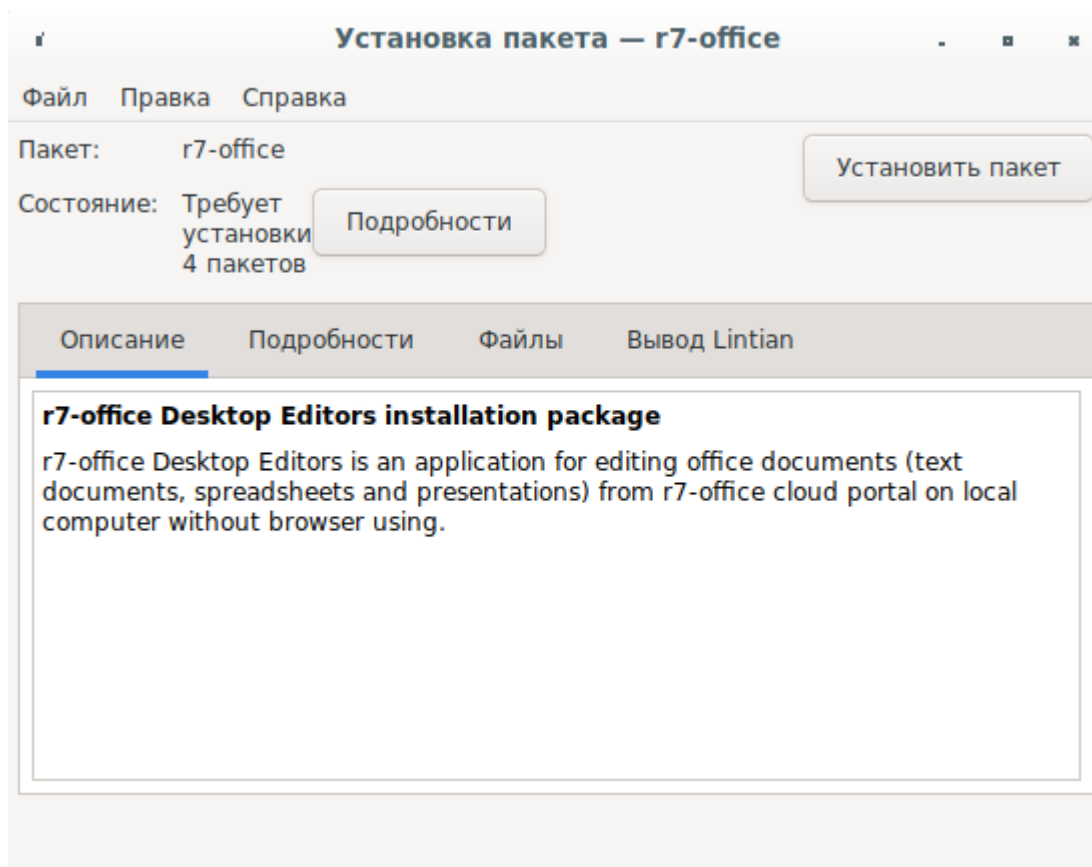 Установка пакета — r7-office
Файл Правка Справка
Пакет: r7-office
Установить пакет
Состояние: Требует
установки
4 пакетов
Подробности
Описание Подробности Файлы Вывод Lintian
r7-office Desktop Editors installation package
r7-office Desktop Editors is an application for editing office documents (text
documents, spreadsheets and presentations) from r7-office cloud portal on local
computer without browser using.